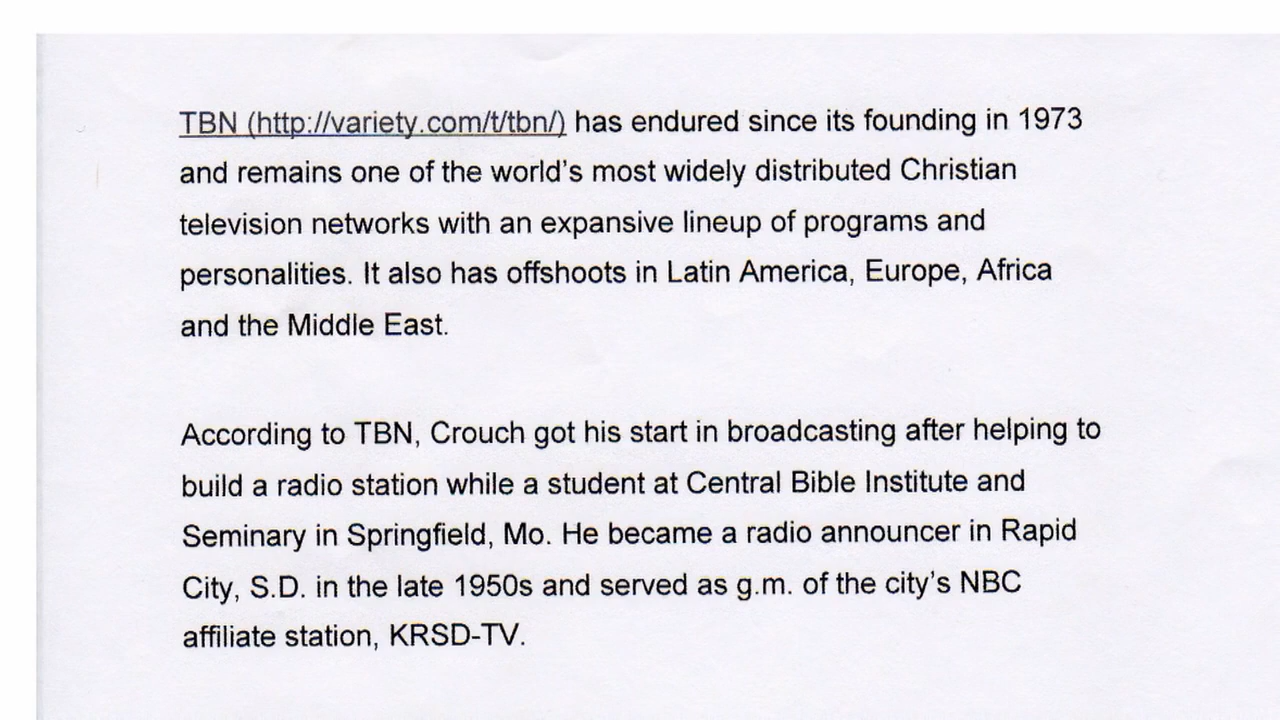 TBN (http://variety.com/t/tbn/) has endured since its founding in 1973
and remains one of the world’s most widely distributed Christian
television networks with an expansive lineup of programs and
personalities. It also has offshoots in Latin America, Europe, Africa
and the Middle East.
According to TBN, Crouch got his start in broadcasting after helping to
build a radio station while a student at Central Bible Institute and
Seminary in Springfield, Mo. He became a radio announcer in Rapid
City, S.D. in the late 1950s and served as g.m. of the city’s NBC
affiliate station, KRSD-TV.